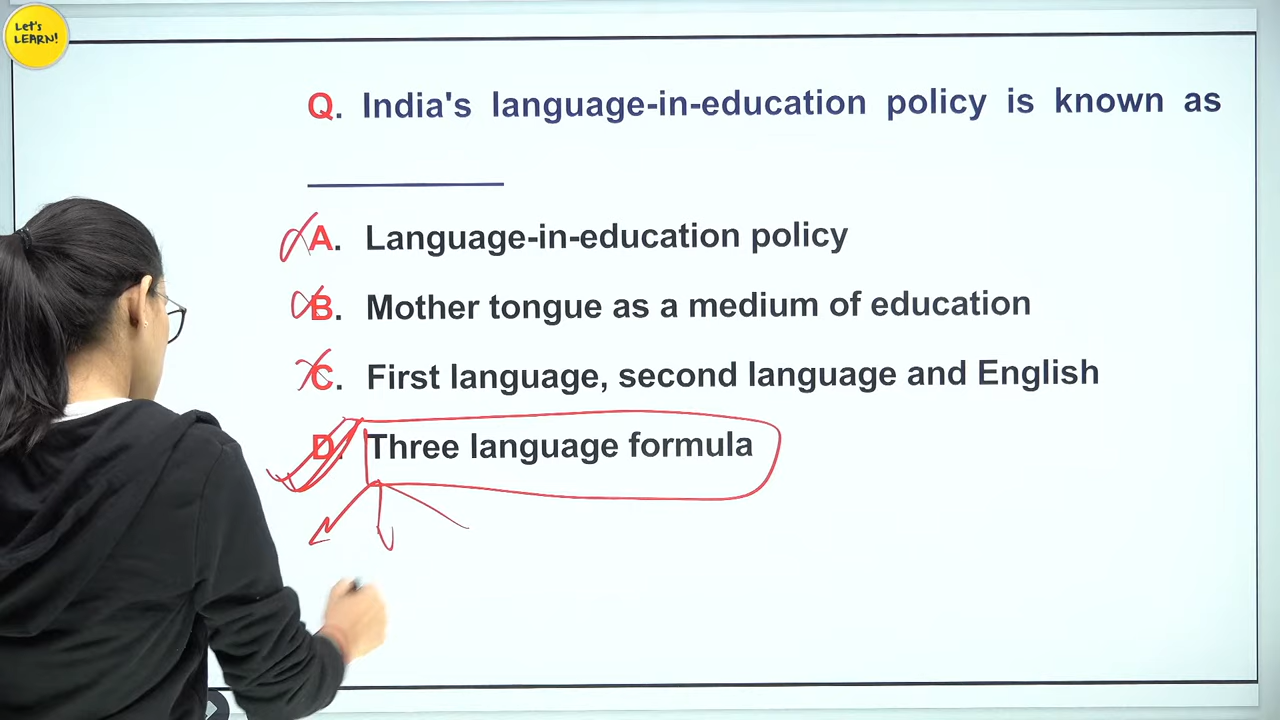 Let's
LEARN!
Q. India's language-in-education policy is known as
A. Language-in-education policy
B. Mother tongue as a medium of education
C. First language, second language and English
D. Three language formula